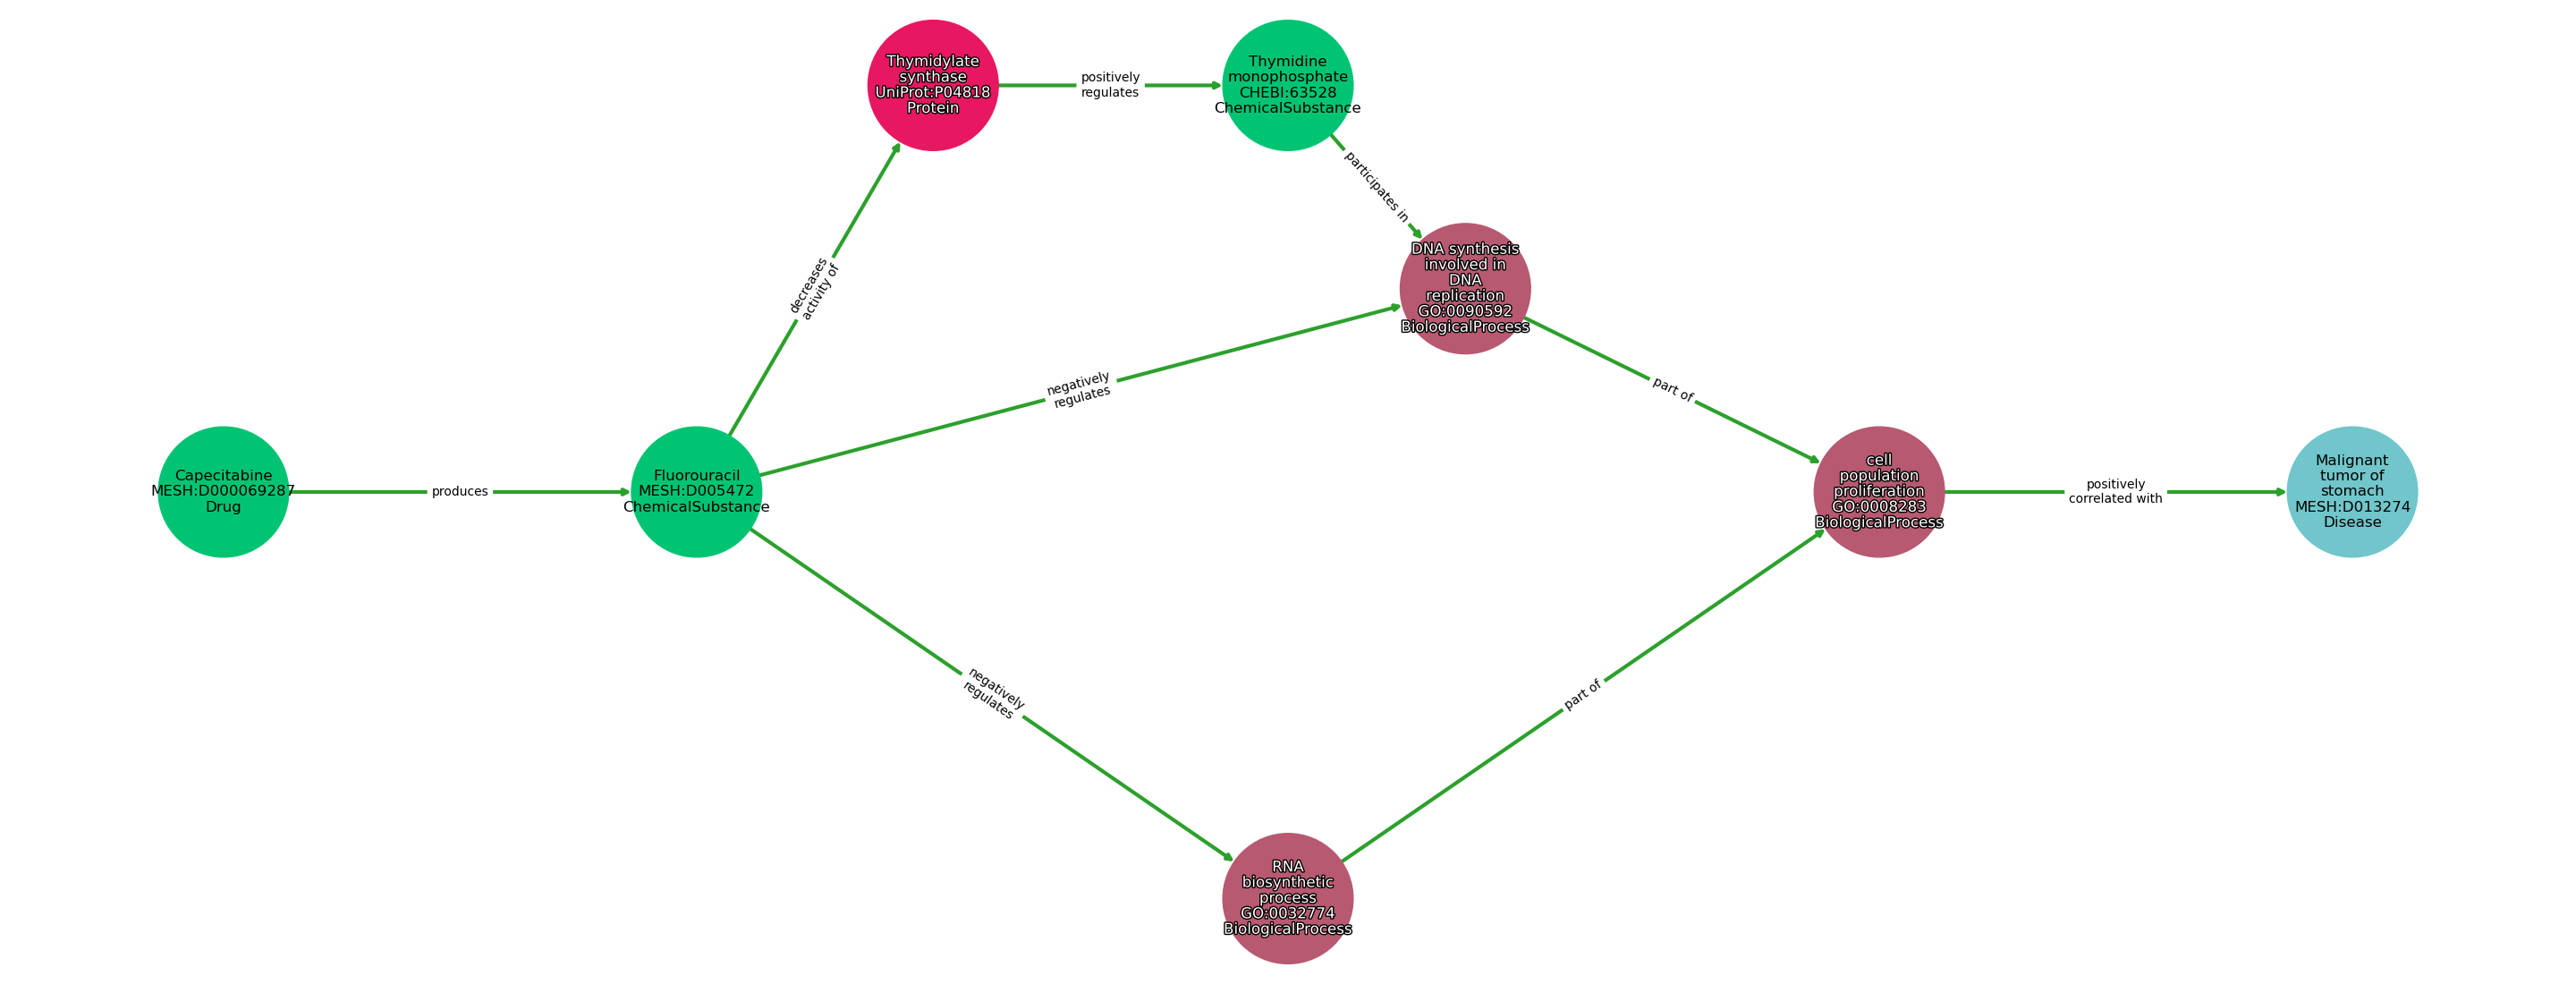 Thymidylate
synthase
UniProt:P04818
Protein
positively
regulates
Thymidine
monophosphate
CHEBI:63528
ChemicalSubstance
participates in
decreases
activity of
DNA synthesis
involved in
DNA
replication
GO:0090592
BiologicalProcess
negatively
regulates
part of
Capecitabine
MESH:D000069287
Drug
produces
Fluorouracil
MESH:D005472
ChemicalSubstance
cell
population
proliferation
GO:0008283
BiologicalProcess
positively
correlated with
Malignant
tumor of
stomach
MESH:D013274
Disease
negatively
regulates
part of
RNA
biosynthetic
process
GO:0032774
BiologicalProcess